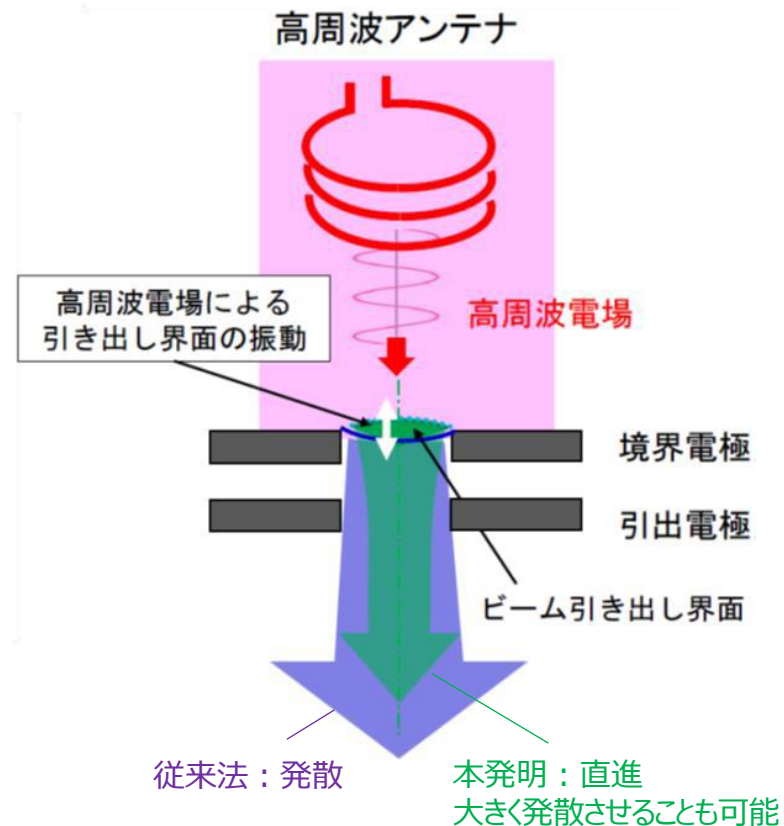 高周波アンテナ
高周波電場による
引き出し界面の振動
高周波電場
境界電極
引出電極
ビーム引き出し界面
従来法：発散
本発明：直進
大きく発散させることも可能